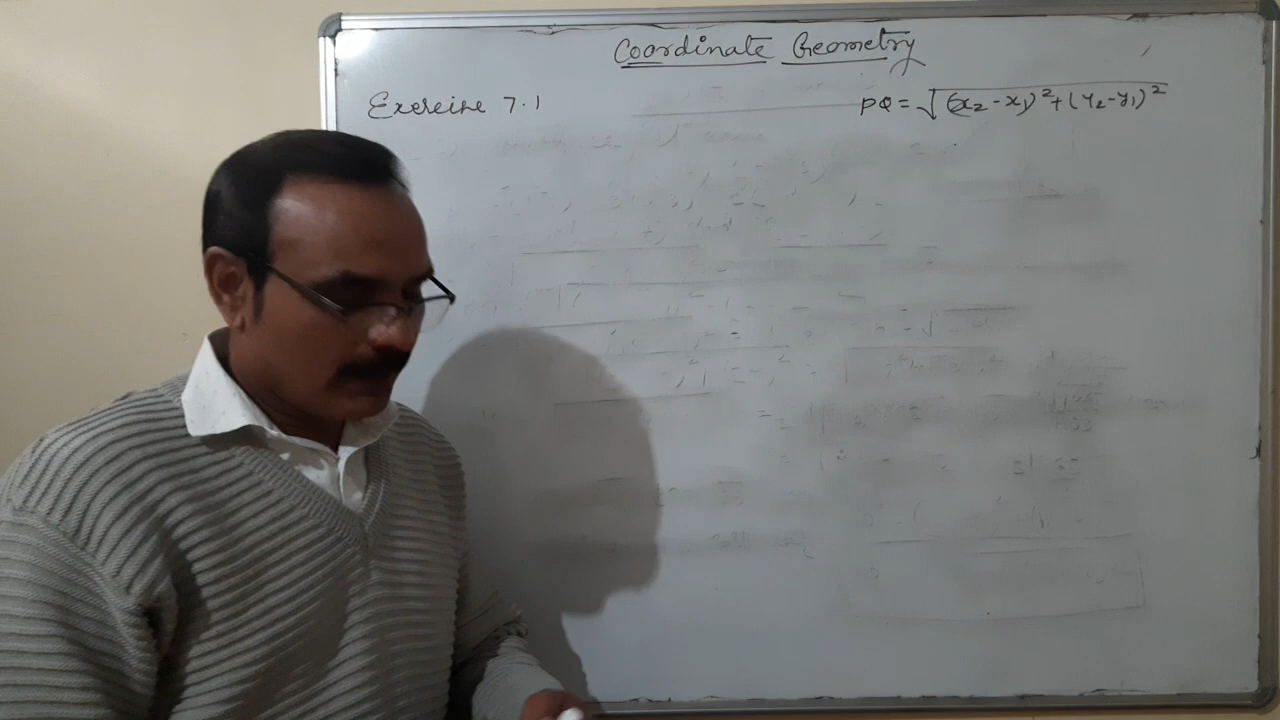 Coordinate Geometry
Exercise 7.1
PQ = √(x₂ - x₁)² + (y₂ - y₁)²